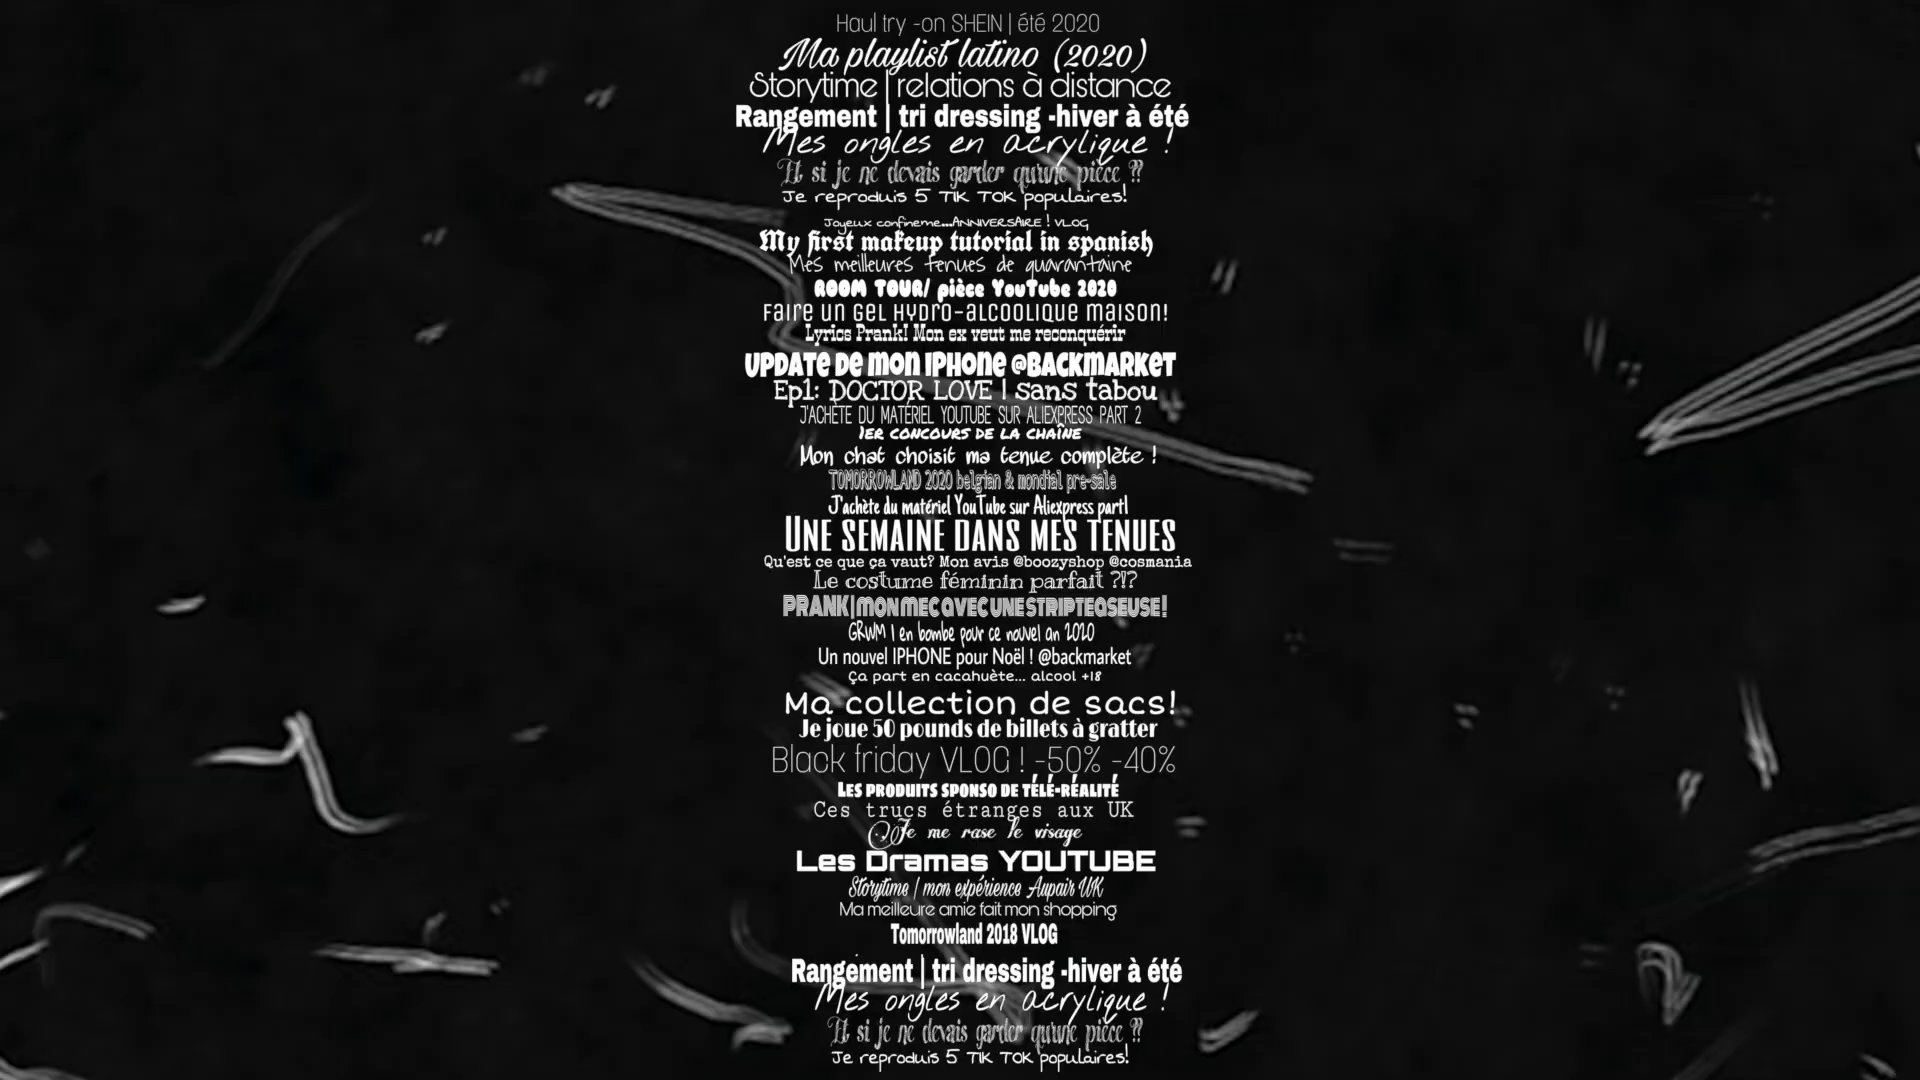 Haul try -on SHEIN | été 2020
Ma playlist latino (2020)
Storytime | relations à distance
Rangement | tri dressing -hiver à été
Mes ongles en acrylique !
Et si je ne devais garder qu'une pièce ??
Je reproduis 5 TIK TOK populaires!
Joyeux confineme...ANNIVERSAIRE ! VLOG
My first makeup tutorial in spanish
Mes meilleures tenues de quarantaine
ROOM TOUR/ pièce YouTube 2020
Faire un gel hydro-alcoolique maison!
Lyrics Prank! Mon ex veut me reconquérir
UPDATE DE MON IPHONE @BACKMARKET
Ep1: DOCTOR LOVE | sans tabou
J'ACHÈTE DU MATÉRIEL YOUTUBE SUR ALIEXPRESS PART 2
1ER CONCOURS DE LA CHAÎNE
Mon chat choisit ma tenue complète !
TOMORROWLAND 2020 belgian & mondial pre-sale
J'achète du matériel YouTube sur Aliexpress part1
UNE SEMAINE DANS MES TENUES
Qu'est ce que ça vaut? Mon avis @boozyshop @cosmania
Le costume féminin parfait ?!?
PRANK | MON MEC AVEC UNE STRIPTEASEUSE!
GRWM | en bombe pour ce nouvel an 2020
Un nouvel IPHONE pour Noël ! @backmarket
Ça part en cacahuète... alcool +18
Ma collection de sacs!
Je joue 50 pounds de billets à gratter
Black friday VLOG ! -50% -40%
LES PRODUITS SPONSO DE TÉLÉ-RÉALITÉ
Ces trucs étranges aux UK
Je me rase le visage
Les Dramas YOUTUBE
Storytime | mon expérience Aupair UK
Ma meilleure amie fait mon shopping
Tomorrowland 2018 VLOG
Rangement | tri dressing -hiver à été
Mes ongles en acrylique !
Et si je ne devais garder qu'une pièce ??
Je reproduis 5 TIK TOK populaires!